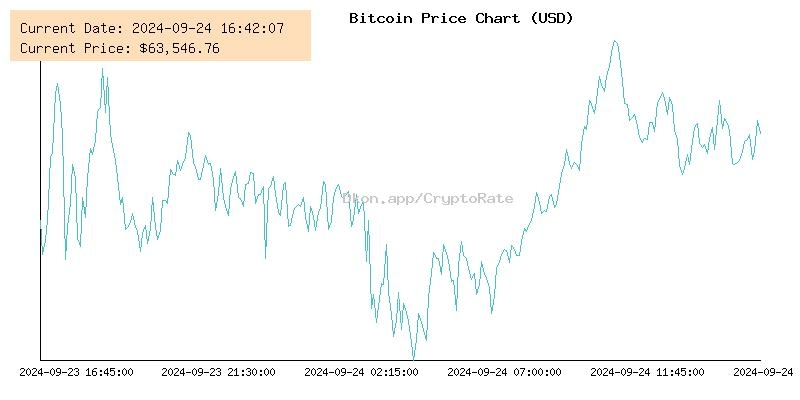 Bitcoin Price Chart (USD)
Current Date: 2024-09-24 16:42:07
Current Price: $63,546.76
Dkon.app/CryptoRate
2024-09-23 16:45:00
2024-09-23 21:30:00
2024-09-24 02:15:00
2024-09-24 07:00:00
2024-09-24 11:45:00
2024-09-24